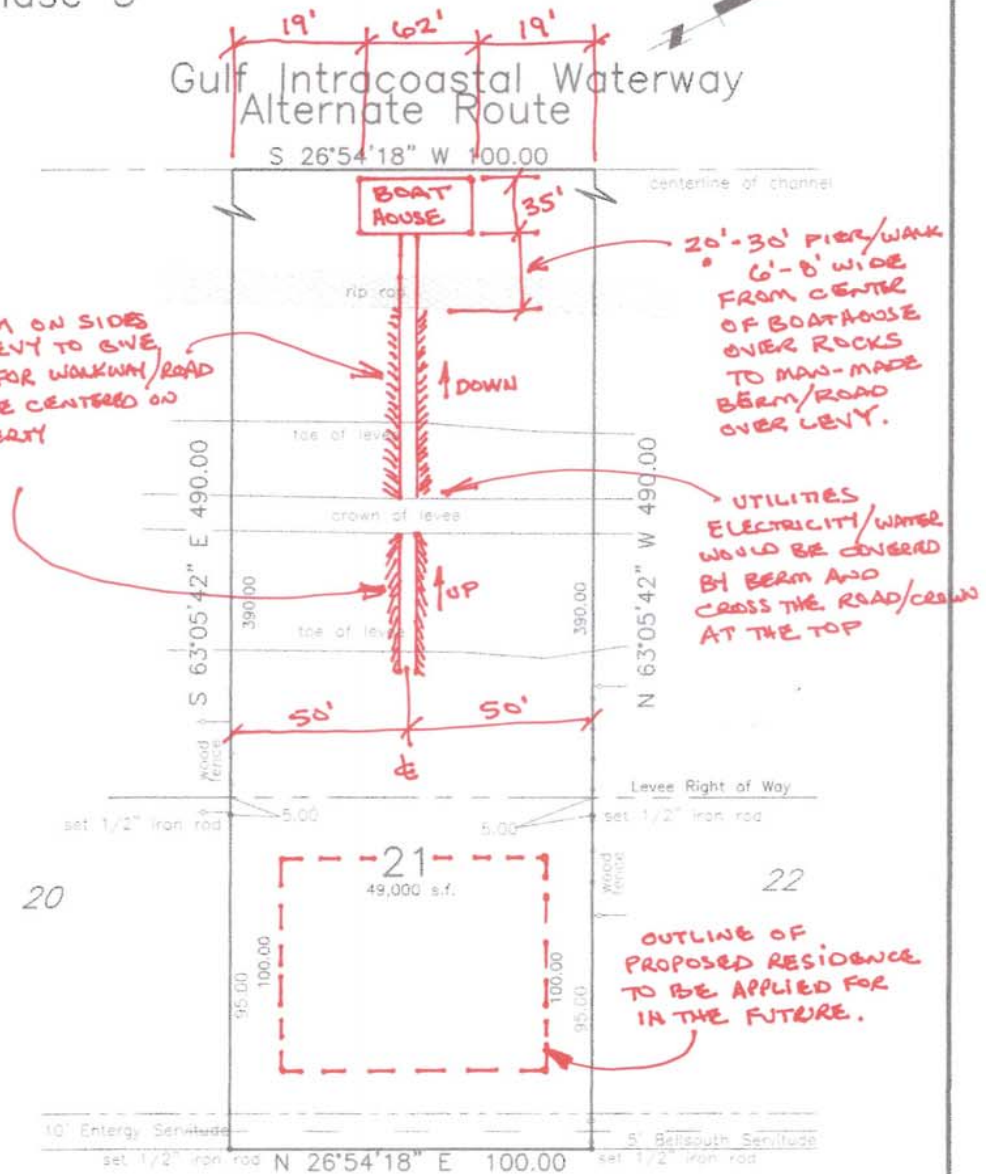 19' 62' 19'
Gulf Intracoastal Waterway
Alternate Route
S 26°54'18" W 100.00
centerline of channel
BOAT
HOUSE
35'
20'-30' PIER/WALK
6'-8' WIDE
FROM CENTER
OF BOATHOUSE
OVER ROCKS
TO MAN-MADE
BERM/ROAD
OVER LEVY.
rip rap
ON SIDES
TO GIVE
FOR WALKWAY/ROAD
CENTERED ON
DOWN
toe of levee
S 63°05'42" E 490.00
N 63°05'42" W 490.00
crown of levee
UTILITIES
ELECTRICITY/WATER
WOULD BE COVERED
BY BERM AND
CROSS THE ROAD/CROWN
AT THE TOP
390.00
UP
390.00
toe of levee
50' 50'
wood
fence
Levee Right of Way
set 1/2" iron rod
5.00
5.00
set 1/2" iron rod
21
49,000 s.f.
wood
fence
20
22
95.00
100.00
100.00
95.00
OUTLINE OF
PROPOSED RESIDENCE
TO BE APPLIED FOR
IN THE FUTRURE.
10' Entergy Servitude
5' Bellsouth Servitude
set 1/2" iron rod
N 26°54'18" E 100.00
set 1/2" iron rod